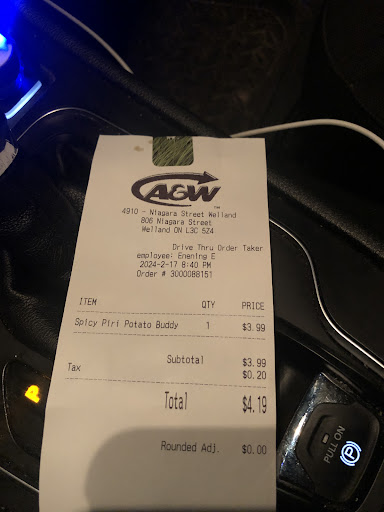 A&W
TM
4910 - Niagara Street Welland
806 Niagara Street
Welland ON L3C 5Z4
Drive Thru Order Taker
employee: Enening E
2024-2-17 8:40 PM
Order # 3000088151
ITEM QTY PRICE
Spicy Piri Potato Buddy 1 $3.99
Subtotal $3.99
Tax $0.20
Total $4.19
Rounded Adj. $0.00
P
PULL ON
P